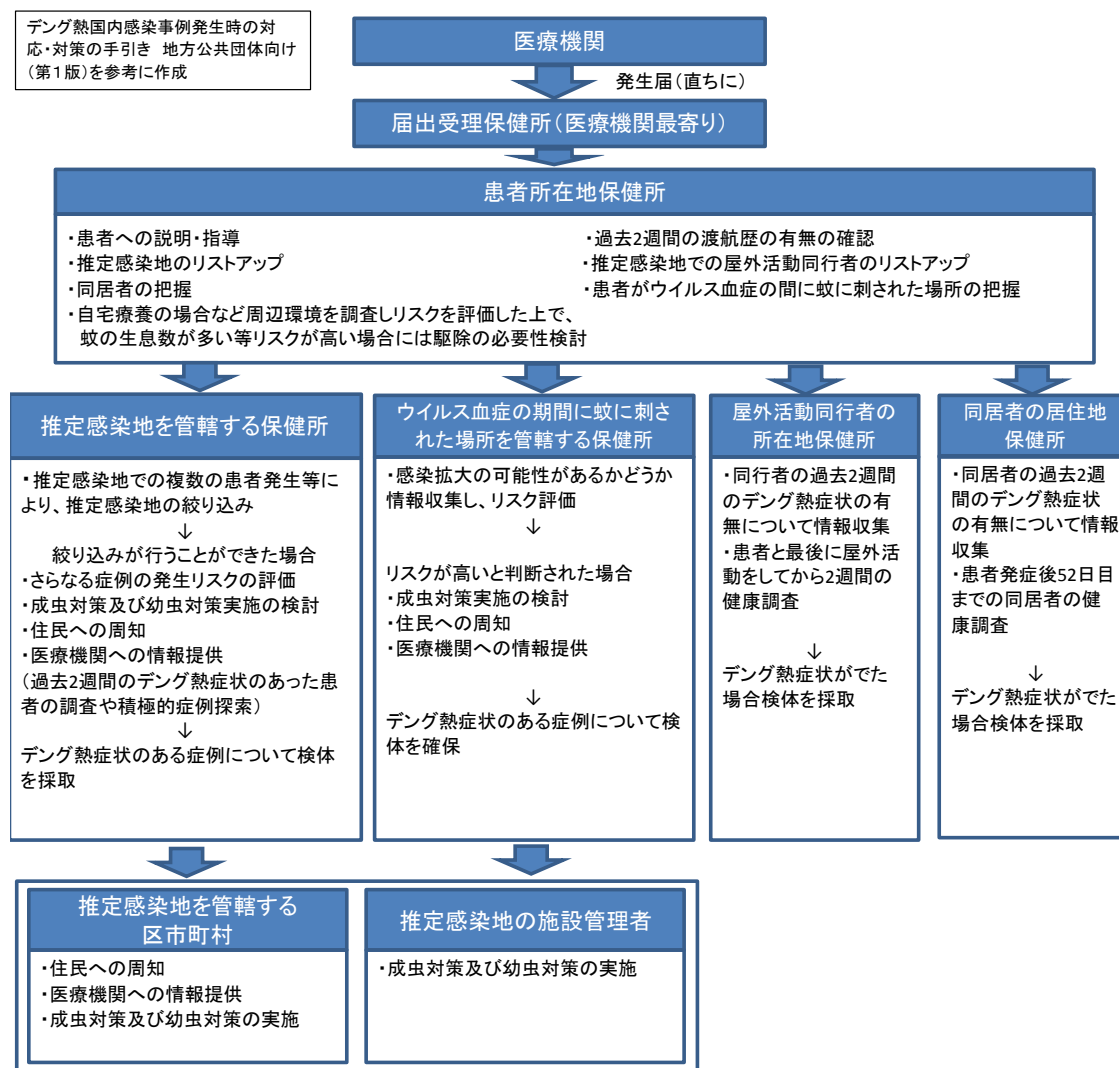 デング熱国内感染事例発生時の対
応・対策の手引き 地方公共団体向け
（第１版）を参考に作成
医療機関
発生届（直ちに）
届出受理保健所（医療機関最寄り）
患者所在地保健所
・患者への説明・指導
・推定感染地のリストアップ
・同居者の把握
・自宅療養の場合など周辺環境を調査しリスクを評価した上で、
蚊の生息数が多い等リスクが高い場合には駆除の必要性検討
・過去2週間の渡航歴の有無の確認
・推定感染地での屋外活動同行者のリストアップ
・患者がウイルス血症の間に蚊に刺された場所の把握
推定感染地を管轄する保健所
・推定感染地での複数の患者発生等
により、推定感染地の絞り込み
↓
絞り込みが行うことができた場合
・さらなる症例の発生リスクの評価
・成虫対策及び幼虫対策実施の検討
・住民への周知
・医療機関への情報提供
（過去2週間のデング熱症状のあった患
者の調査や積極的症例探索）
↓
デング熱症状のある症例について検体
を採取
ウイルス血症の期間に蚊に刺さ
れた場所を管轄する保健所
・感染拡大の可能性があるかどうか
情報収集し、リスク評価
↓
リスクが高いと判断された場合
・成虫対策実施の検討
・住民への周知
・医療機関への情報提供
↓
デング熱症状のある症例について検
体を確保
屋外活動同行者の
所在地保健所
・同行者の過去2週間
のデング熱症状の有
無について情報収集
・患者と最後に屋外活
動をしてから2週間の
健康調査
↓
デング熱症状がでた
場合検体を採取
同居者の居住地
保健所
・同居者の過去2週
間のデング熱症状
の有無について情報
収集
・患者発症後52日目
までの同居者の健
康調査
↓
デング熱症状がでた
場合検体を採取
推定感染地を管轄する
区市町村
・住民への周知
・医療機関への情報提供
・成虫対策及び幼虫対策の実施
推定感染地の施設管理者
・成虫対策及び幼虫対策の実施